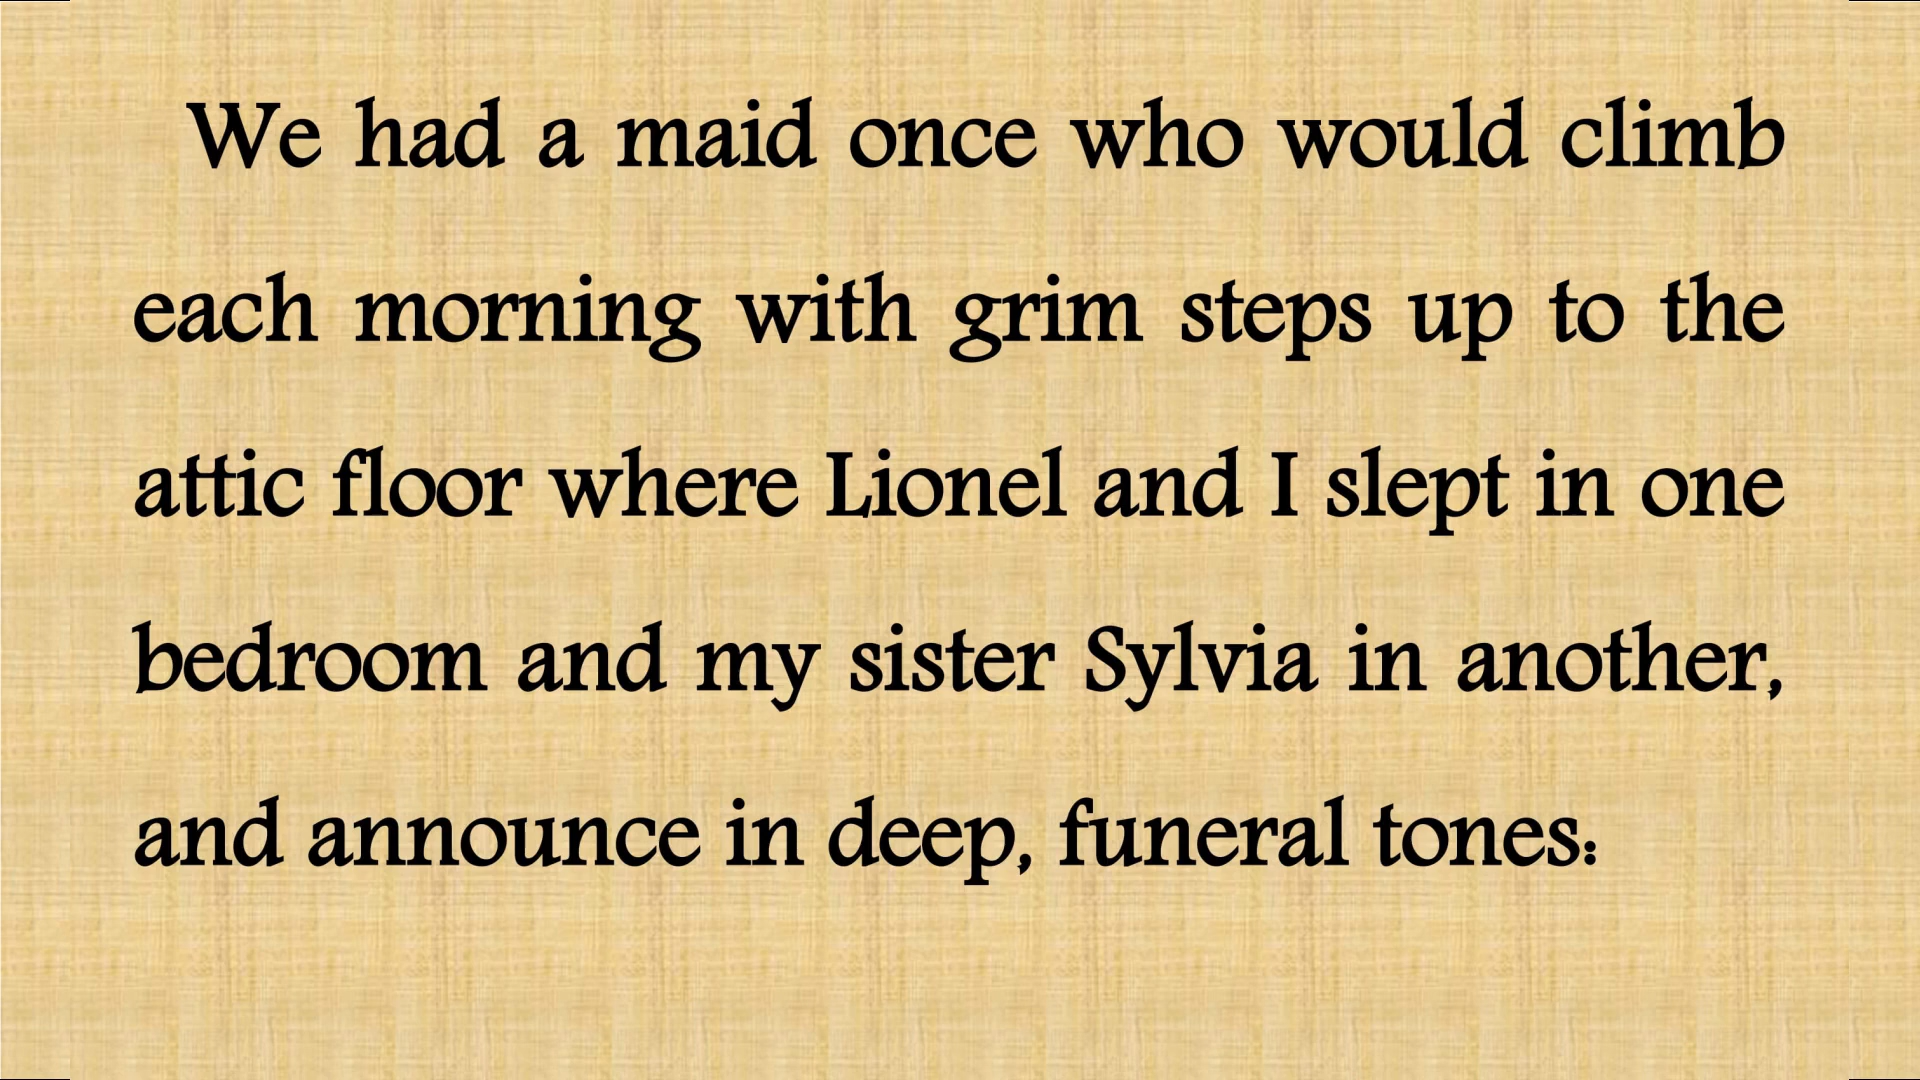 We had a maid once who would climb
each morning with grim steps up to the
attic floor where Lionel and I slept in one
bedroom and my sister Sylvia in another,
and announce in deep, funeral tones: